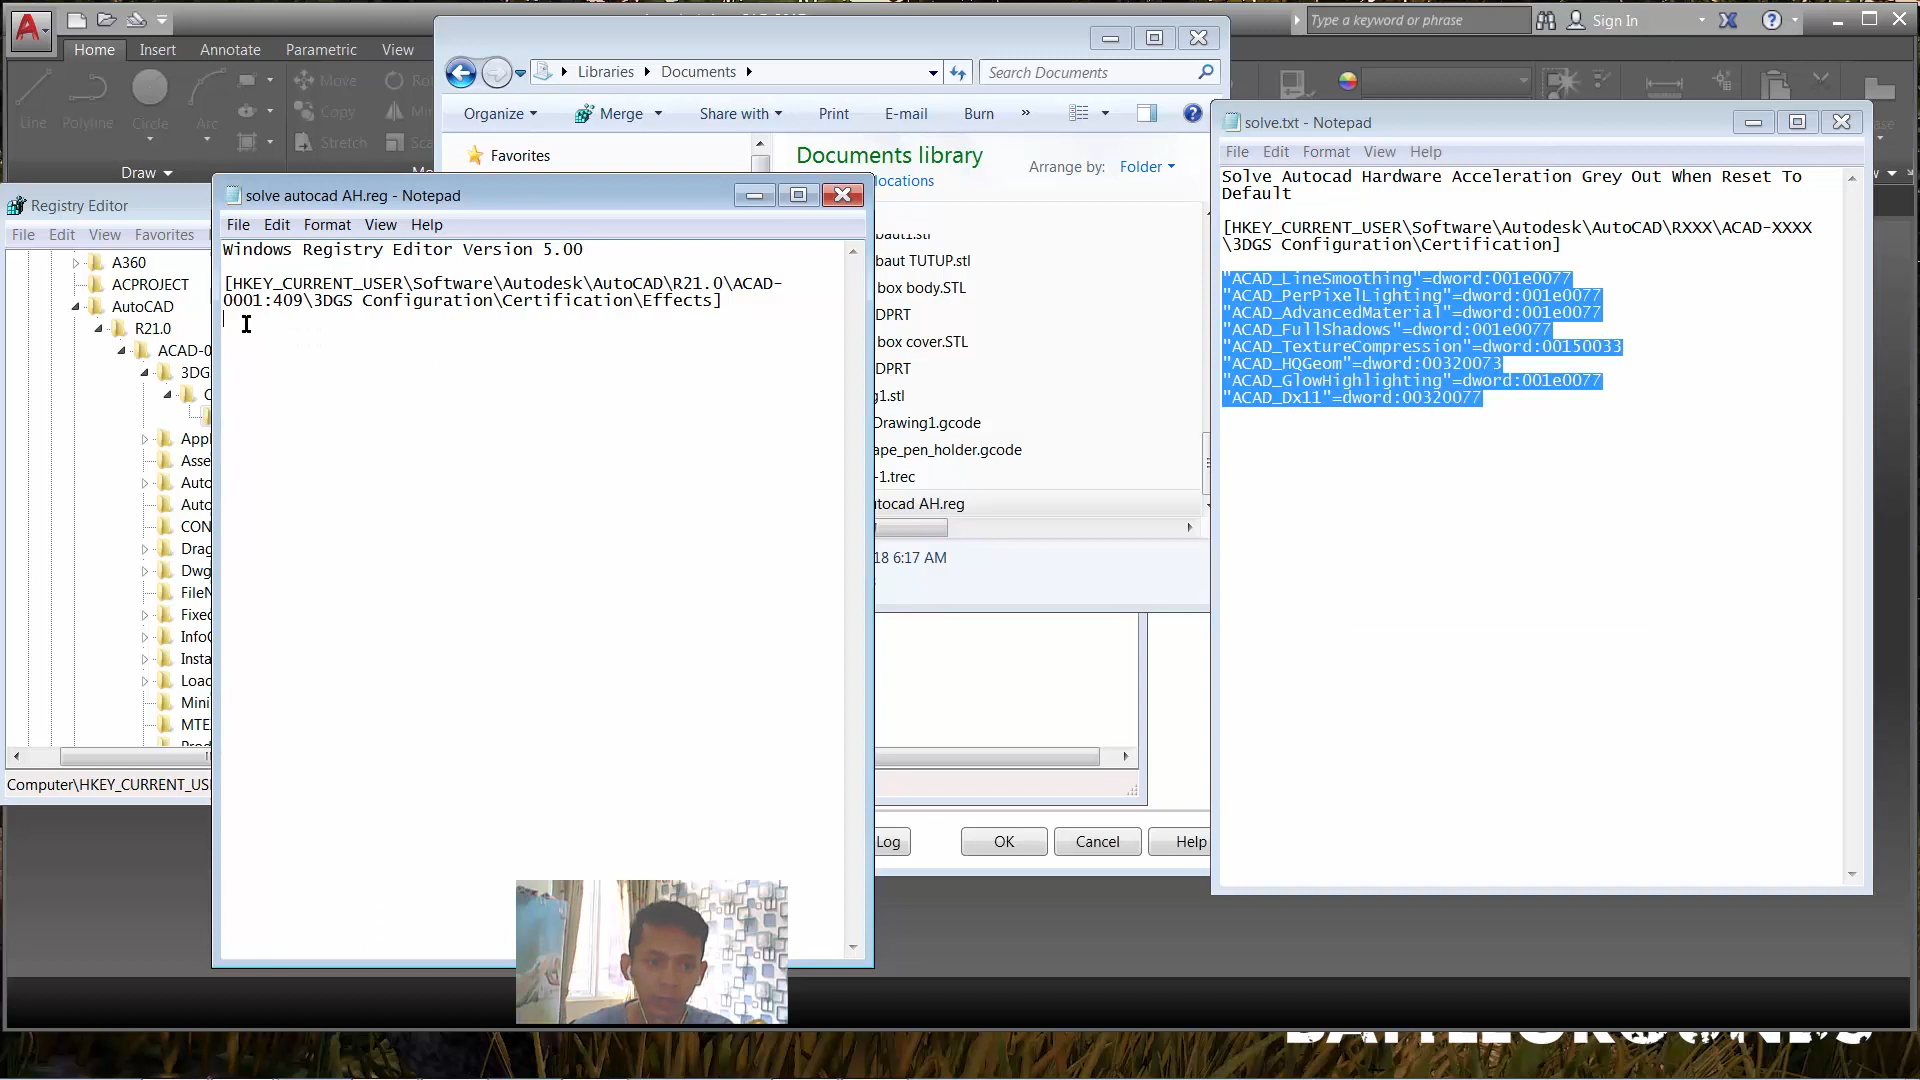 Type a keyword or phrase
Sign In
Home
Insert
Annotate
Parametric
View
Move
Copy
Stretch
Line
Polyline
Circle
Arc
Draw
Libraries
Documents
Search Documents
Organize
Merge
Share with
Print
E-mail
Burn
»
Favorites
Documents library
locations
Arrange by:
Folder
baut TUTUP.stl
box body.STL
DPRT
box cover.STL
DPRT
g1.stl
Drawing1.gcode
ape_pen_holder.gcode
-1.trec
utocad AH.reg
18 6:17 AM
Log
OK
Cancel
Help
Registry Editor
File
Edit
View
Favorites
A360
ACPROJECT
AutoCAD
R21.0
ACAD-0
3DG
C
Appl
Asse
Auto
Auto
CON
Drag
Dwg
FileN
Fixed
InfoC
Insta
Load
Mini
MTE
Computer\HKEY_CURRENT_US
solve autocad AH.reg - Notepad
File
Edit
Format
View
Help
Windows Registry Editor Version 5.00
[HKEY_CURRENT_USER\Software\Autodesk\AutoCAD\R21.0\ACAD-
0001:409\3DGS Configuration\Certification\Effects]
solve.txt - Notepad
File
Edit
Format
View
Help
Solve Autocad Hardware Acceleration Grey Out When Reset To
Default
[HKEY_CURRENT_USER\Software\Autodesk\AutoCAD\RXXX\ACAD-XXXX
\3DGS Configuration\Certification]
"ACAD_LineSmoothing"=dword:001e0077
"ACAD_PerPixelLighting"=dword:001e0077
"ACAD_AdvancedMaterial"=dword:001e0077
"ACAD_FullShadows"=dword:001e0077
"ACAD_TextureCompression"=dword:00150033
"ACAD_HQGeom"=dword:00320073
"ACAD_GlowHighlighting"=dword:001e0077
"ACAD_Dx11"=dword:00320077